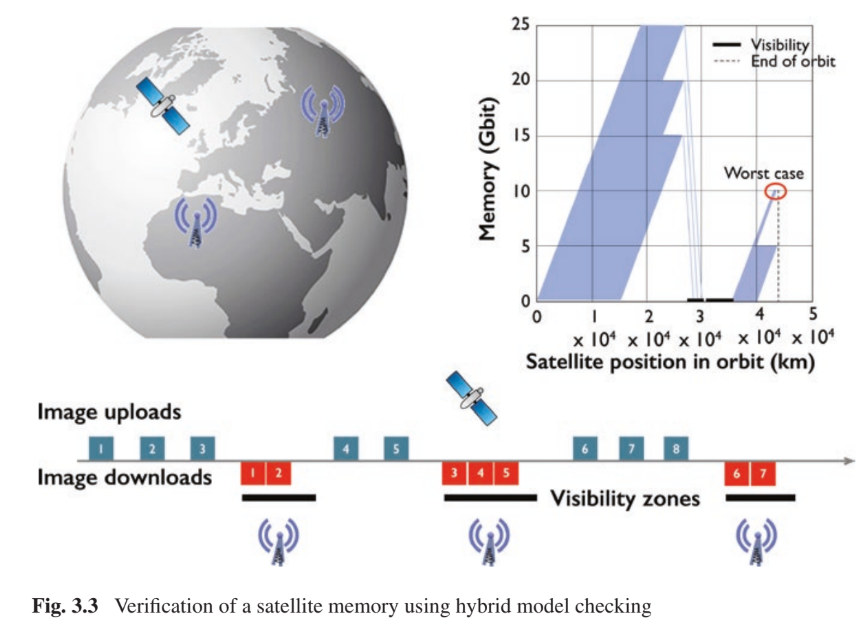 25
20
15
10
5
0
Memory (Gbit)
Visibility
End of orbit
Worst case
0 1 2 3 4 5
x 10⁴ x 10⁴ x 10⁴ x 10⁴ x 10⁴
Satellite position in orbit (km)
Image uploads
1 2 3 4 5 6 7 8
Image downloads
1 2 3 4 5 6 7
Visibility zones
Fig. 3.3 Verification of a satellite memory using hybrid model checking